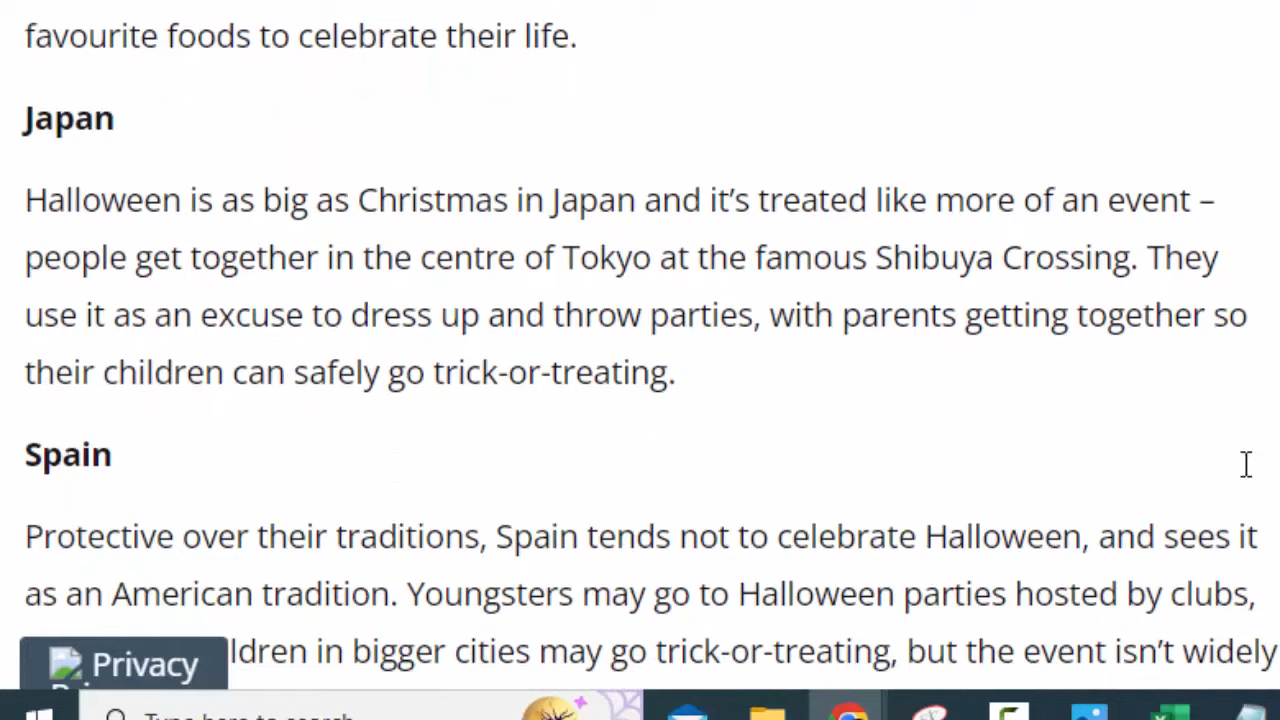 favourite foods to celebrate their life.
Japan
Halloween is as big as Christmas in Japan and it’s treated like more of an event –
people get together in the centre of Tokyo at the famous Shibuya Crossing. They
use it as an excuse to dress up and throw parties, with parents getting together so
their children can safely go trick-or-treating.
Spain
Protective over their traditions, Spain tends not to celebrate Halloween, and sees it
as an American tradition. Youngsters may go to Halloween parties hosted by clubs,
ldren in bigger cities may go trick-or-treating, but the event isn’t widely
Privacy
Type here to search